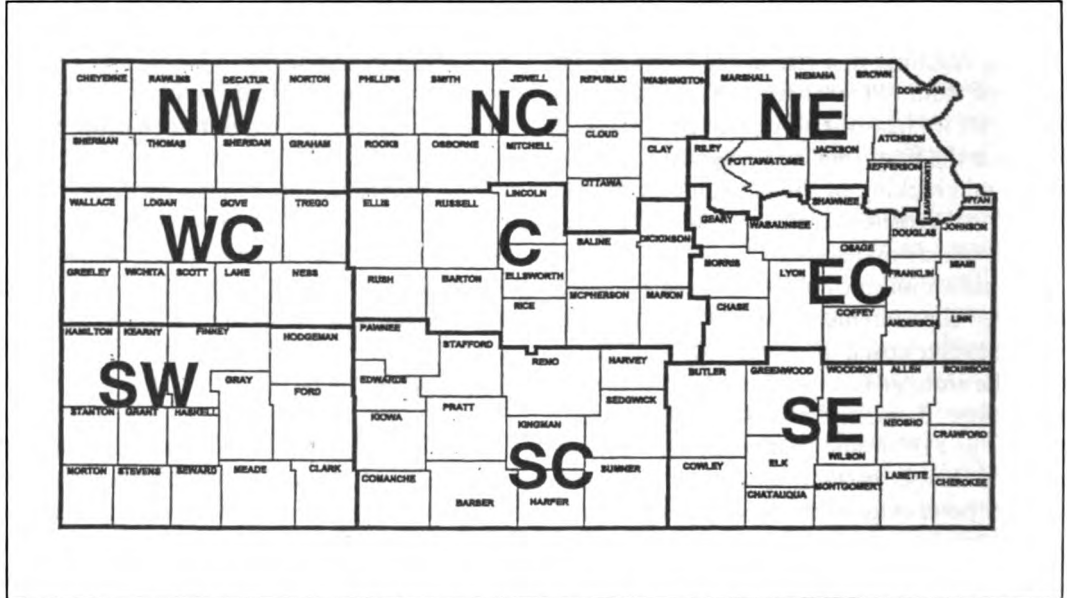 CHEYENNE RAWLINS DECATUR NORTON PHILLIPS SMITH JEWELL REPUBLIC WASHINGTON MARSHALL NEMAHA BROWN DONIPHAN
NW NC NE
SHERMAN THOMAS SHERIDAN GRAHAM ROOKS OSBORNE MITCHELL CLOUD CLAY RILEY POTTAWATOMIE JACKSON ATCHISON
JEFFERSON LEAVENWORTH
OTTAWA
WALLACE LOGAN GOVE TREGO ELLIS RUSSELL LINCOLN GEARY WABAUNSEE SHAWNEE DOUGLAS JOHNSON WYAN
WC C EC
SALINE DICKINSON OSAGE
GREELEY WICHITA SCOTT LANE NESS RUSH BARTON ELLSWORTH MORRIS LYON FRANKLIN MIAMI
RICE MCPHERSON MARION CHASE COFFEY ANDERSON LINN
HAMILTON KEARNY FINNEY HODGEMAN PAWNEE STAFFORD RENO HARVEY BUTLER GREENWOOD WOODSON ALLEN BOURBON
SW SC SE
GRAY FORD EDWARDS SEDGWICK
STANTON GRANT HASKELL KIOWA PRATT KINGMAN NEOSHO CRAWFORD
WILSON
MORTON STEVENS SEWARD MEADE CLARK COMANCHE BARBER HARPER SUMNER COWLEY ELK MONTGOMERY LABETTE CHEROKEE
CHATAUQUA